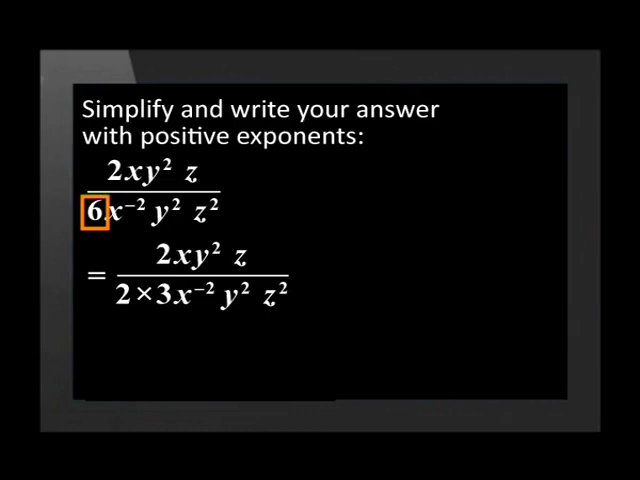 Simplify and write your answer
with positive exponents:
2xy² z
6x⁻² y² z²
= 2xy² z
2×3x⁻² y² z²